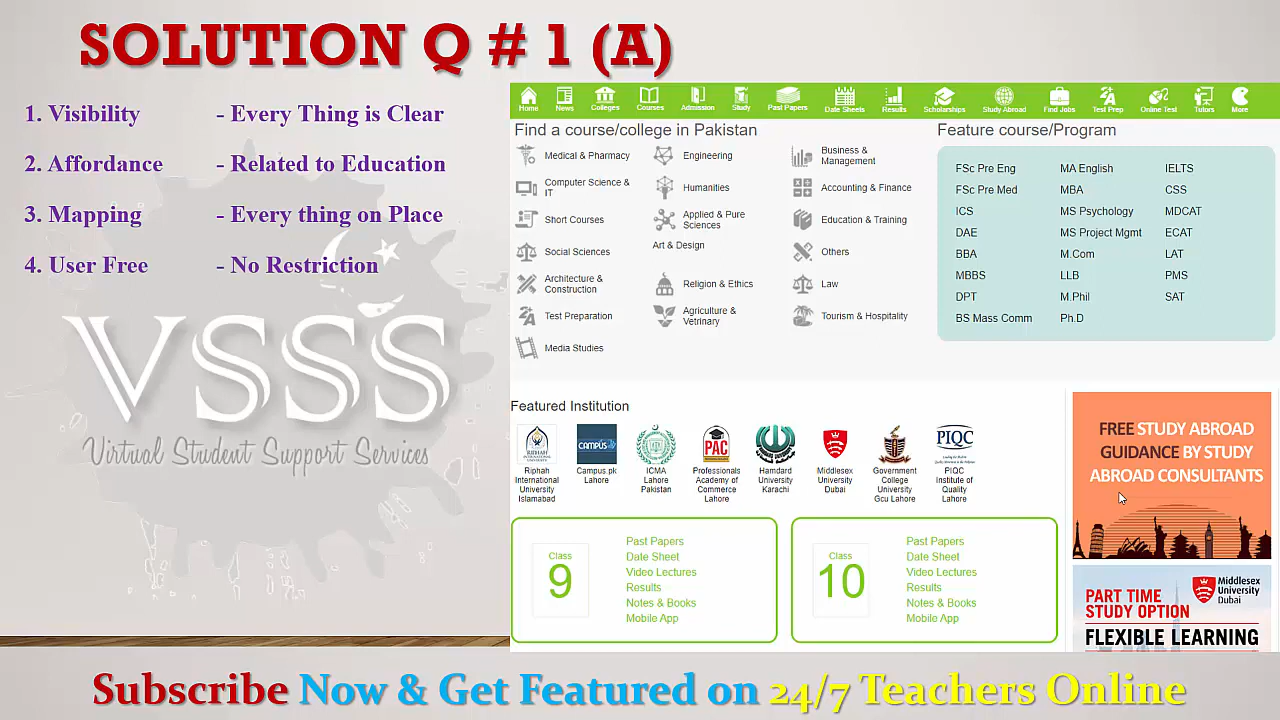 SOLUTION Q # 1 (A)
1. Visibility - Every Thing is Clear
2. Affordance - Related to Education
3. Mapping - Every thing on Place
4. User Free - No Restriction
VSSS
Virtual Student Support Services
Home News Colleges Courses Admission Study Past Papers Date Sheets Results Scholarships Study Abroad Find Jobs Test Prep Online Test Tutors More
Find a course/college in Pakistan
Medical & Pharmacy
Engineering
Business &
Management
Computer Science &
IT
Humanities
Accounting & Finance
Short Courses
Applied & Pure
Sciences
Education & Training
Social Sciences
Art & Design
Others
Architecture &
Construction
Religion & Ethics
Law
Test Preparation
Agriculture &
Vetrinary
Tourism & Hospitality
Media Studies
Feature course/Program
FSc Pre Eng MA English IELTS
FSc Pre Med MBA CSS
ICS MS Psychology MDCAT
DAE MS Project Mgmt ECAT
BBA M.Com LAT
MBBS LLB PMS
DPT M.Phil SAT
BS Mass Comm Ph.D
Featured Institution
RIPHAH
CAMPUS
PAC
PIQC
Riphah
International
University
Islamabad
Campus.pk
Lahore
ICMA
Lahore
Pakistan
Professionals
Academy of
Commerce
Lahore
Hamdard
University
Karachi
Middlesex
University
Dubai
Government
College
University
Gcu Lahore
PIQC
Institute of
Quality
Lahore
Class
9
Past Papers
Date Sheet
Video Lectures
Results
Notes & Books
Mobile App
Class
10
Past Papers
Date Sheet
Video Lectures
Results
Notes & Books
Mobile App
FREE STUDY ABROAD
GUIDANCE BY STUDY
ABROAD CONSULTANTS
Middlesex
University
Dubai
PART TIME
STUDY OPTION
FLEXIBLE LEARNING
Subscribe Now & Get Featured on 24/7 Teachers Online